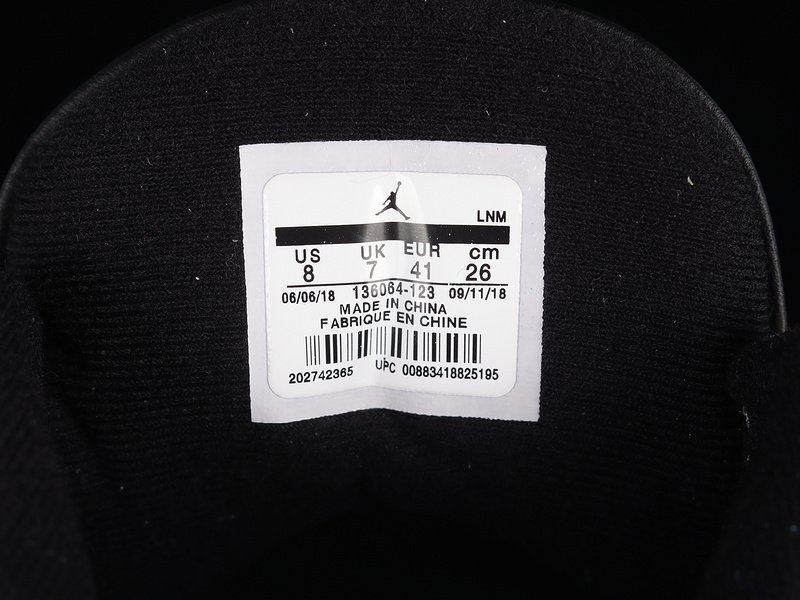 LNM
US UK EUR cm
8 7 41 26
06/06/18 136064-123 09/11/18
MADE IN CHINA
FABRIQUE EN CHINE
202742365 UPC 00883418825195